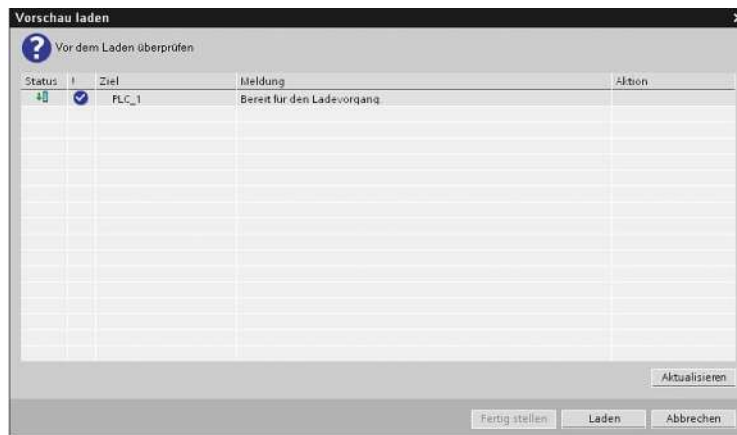 Vorschau laden
Vor dem Laden überprüfen
Status ! Ziel Meldung Aktion
PLC_1 Bereit für den Ladevorgang.
Aktualisieren
Fertig stellen Laden Abbrechen